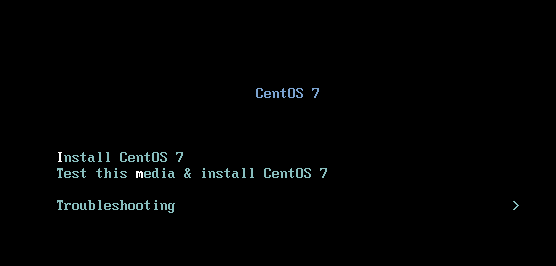 CentOS 7
Install CentOS 7
Test this media & install CentOS 7
Troubleshooting >